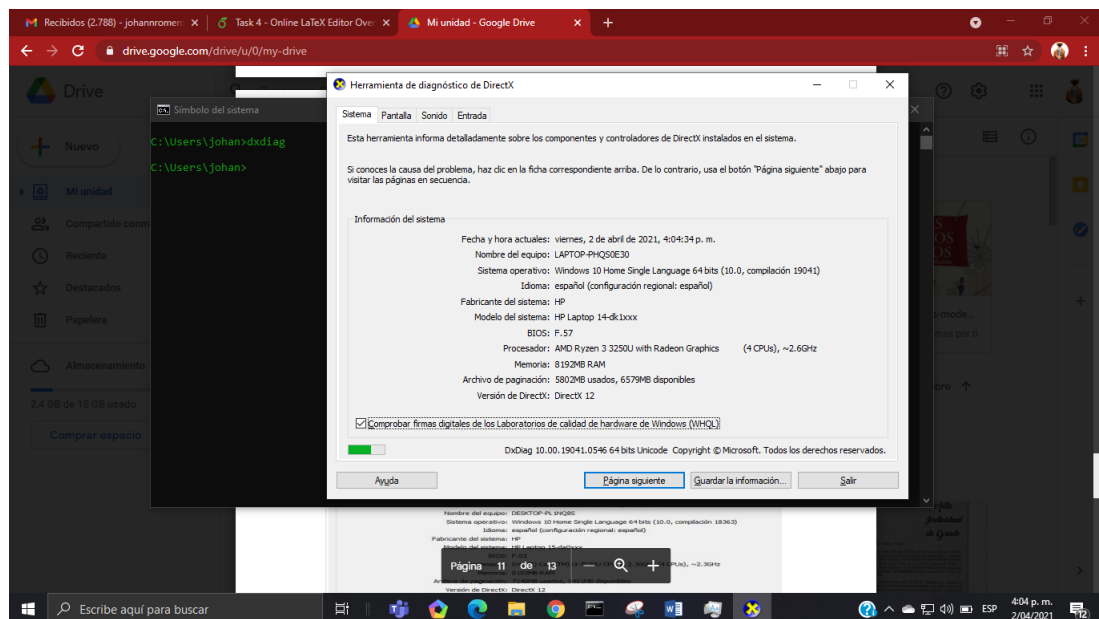 Recibidos (2.788) - johannromer
Task 4 - Online LaTeX Editor Over
Mi unidad - Google Drive
drive.google.com/drive/u/0/my-drive
Drive
Nuevo
Mi unidad
Compartido conm
Reciente
Destacados
Papelera
Almacenamiento
2,4 GB de 15 GB usado
Comprar espacio
Símbolo del sistema
C:\Users\johan>dxdiag
C:\Users\johan>
Herramienta de diagnóstico de DirectX
Sistema Pantalla Sonido Entrada
Esta herramienta informa detalladamente sobre los componentes y controladores de DirectX instalados en el sistema.
Si conoces la causa del problema, haz clic en la ficha correspondiente arriba. De lo contrario, usa el botón "Página siguiente" abajo para
visitar las páginas en secuencia.
Información del sistema
Fecha y hora actuales: viernes, 2 de abril de 2021, 4:04:34 p. m.
Nombre del equipo: LAPTOP-PHQS0E30
Sistema operativo: Windows 10 Home Single Language 64 bits (10.0, compilación 19041)
Idioma: español (configuración regional: español)
Fabricante del sistema: HP
Modelo del sistema: HP Laptop 14-dk1xxx
BIOS: F.57
Procesador: AMD Ryzen 3 3250U with Radeon Graphics (4 CPUs), ~2.6GHz
Memoria: 8192MB RAM
Archivo de paginación: 5802MB usados, 6579MB disponibles
Versión de DirectX: DirectX 12
Comprobar firmas digitales de los Laboratorios de calidad de hardware de Windows (WHQL)
DxDiag 10.00.19041.0546 64 bits Unicode Copyright © Microsoft. Todos los derechos reservados.
Ayuda
Página siguiente
Guardar la información...
Salir
Nombre del equipo: DESKTOP-PL1NQ8S
Sistema operativo: Windows 10 Home Single Language 64 bits (10.0, compilación 18363)
Idioma: español (configuración regional: español)
Fabricante del sistema: HP
CPUs), ~2.3GHz
Versión de DirectX: DirectX 12
Página 11 de 13
Escribe aquí para buscar
ESP
4:04 p. m.
2/04/2021
12